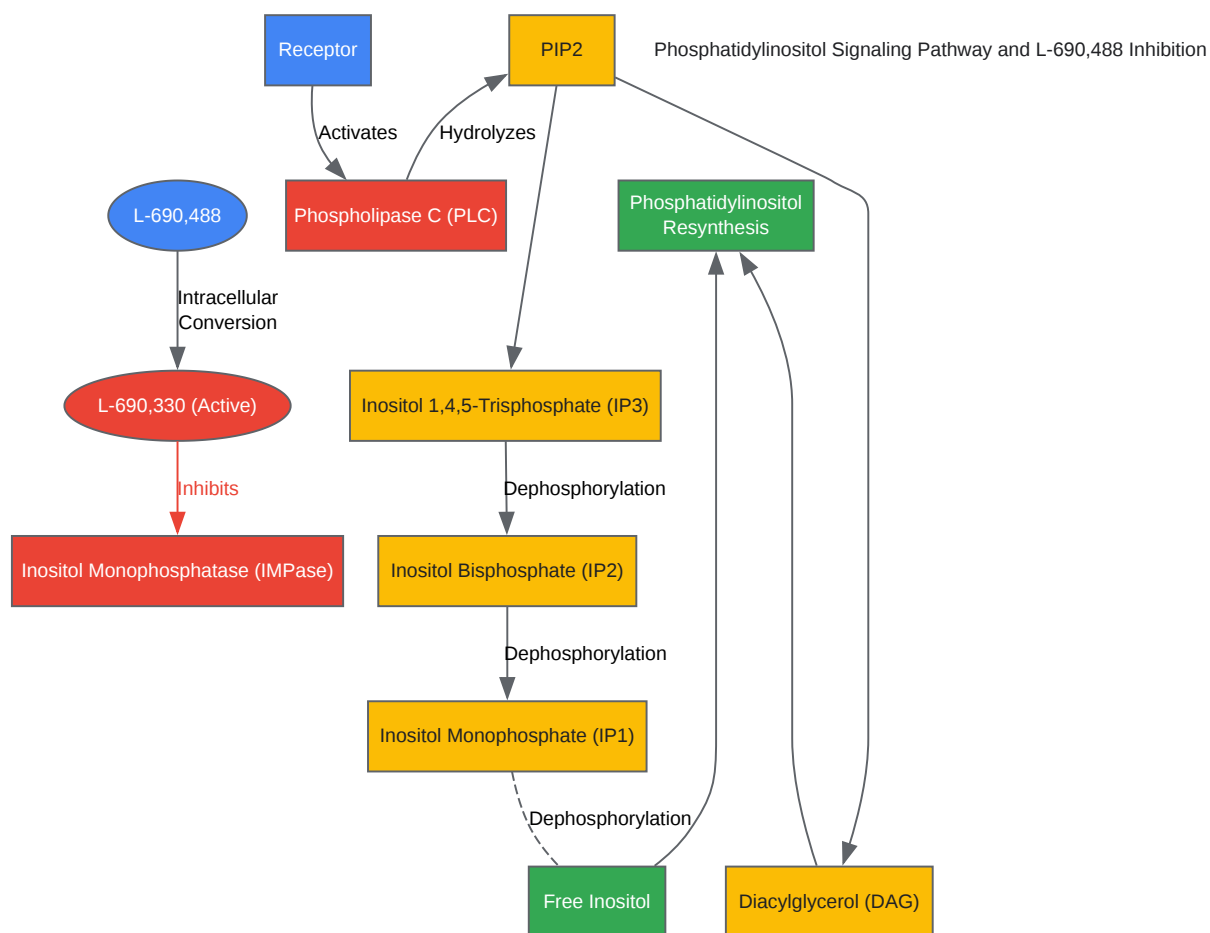 Receptor
PIP2
Phosphatidylinositol Signaling Pathway and L-690,488 Inhibition
Activates
Hydrolyzes
L-690,488
Phospholipase C (PLC)
Phosphatidylinositol
Resynthesis
Intracellular
Conversion
L-690,330 (Active)
Inositol 1,4,5-Trisphosphate (IP3)
Inhibits
Dephosphorylation
Inositol Monophosphatase (IMPase)
Inositol Bisphosphate (IP2)
Dephosphorylation
Inositol Monophosphate (IP1)
Dephosphorylation
Free Inositol
Diacylglycerol (DAG)